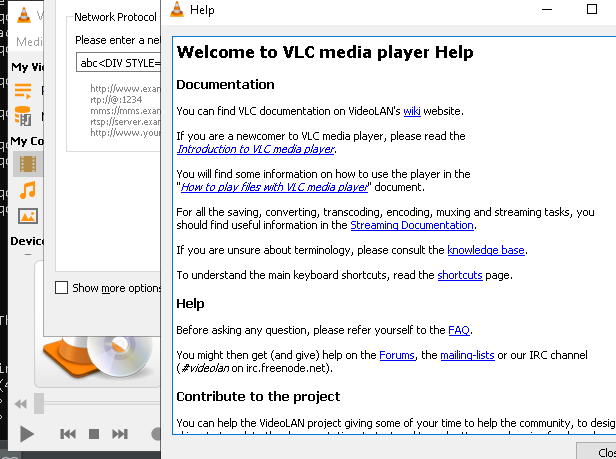 Help
Welcome to VLC media player Help
Documentation
You can find VLC documentation on VideoLAN's wiki website.
If you are a newcomer to VLC media player, please read the
Introduction to VLC media player.
You will find some information on how to use the player in the
"How to play files with VLC media player" document.
For all the saving, converting, transcoding, encoding, muxing and streaming tasks, you
should find useful information in the Streaming Documentation.
If you are unsure about terminology, please consult the knowledge base.
To understand the main keyboard shortcuts, read the shortcuts page.
Help
Before asking any question, please refer yourself to the FAQ.
You might then get (and give) help on the Forums, the mailing-lists or our IRC channel
(#videolan on irc.freenode.net).
Contribute to the project
You can help the VideoLAN project giving some of your time to help the community, to desig
Clo
Network Protocol
Please enter a net
abc<DIV STYLE=
http://www.exam
rtp://@:1234
mms://mms.exam
rtsp://server.exam
http://www.your
Show more options
Media
My Vi
My Co
Device